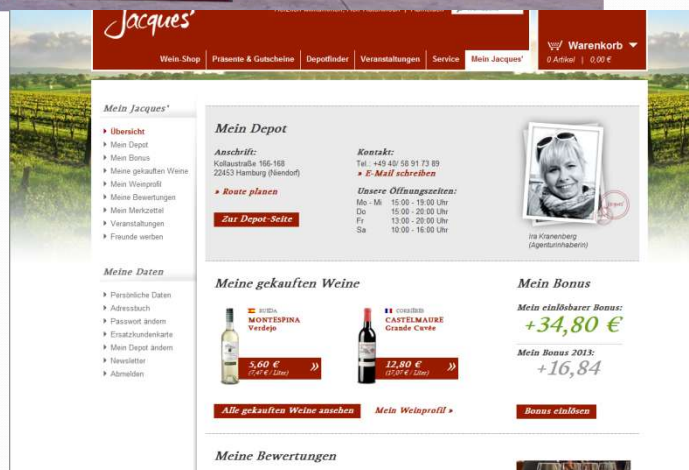 Jacques'
Warenkorb
0 Artikel | 0,00 €
Wein-Shop
Präsente & Gutscheine
Depotfinder
Veranstaltungen
Service
Mein Jacques'
Mein Jacques'
Übersicht
Mein Depot
Mein Bonus
Meine gekauften Weine
Mein Weinprofil
Meine Bewertungen
Mein Merkzettel
Veranstaltungen
Freunde werben
Meine Daten
Persönliche Daten
Adressbuch
Passwort ändern
Ersatzkundenkarte
Mein Depot ändern
Newsletter
Abmelden
Mein Depot
Anschrift:
Kollaustraße 166-168
22453 Hamburg (Niendorf)
» Route planen
Zur Depot-Seite
Kontakt:
Tel.: +49 40/ 58 91 73 89
» E-Mail schreiben
Unsere Öffnungszeiten:
Mo - Mi 15:00 - 19:00 Uhr
Do 15:00 - 20:00 Uhr
Fr 13:00 - 20:00 Uhr
Sa 10:00 - 16:00 Uhr
Jacques'
Ira Kranenberg
(Agenturinhaberin)
Meine gekauften Weine
RUEDA
MONTESPINA
Verdejo
5,60 €
(7,47 € / Liter)
CORBIÈRES
CASTELMAURE
Grande Cuvée
12,80 €
(17,07 € / Liter)
Alle gekauften Weine ansehen
Mein Weinprofil »
Mein Bonus
Mein einlösbarer Bonus:
+34,80 €
Mein Bonus 2013:
+16,84
Bonus einlösen
Meine Bewertungen